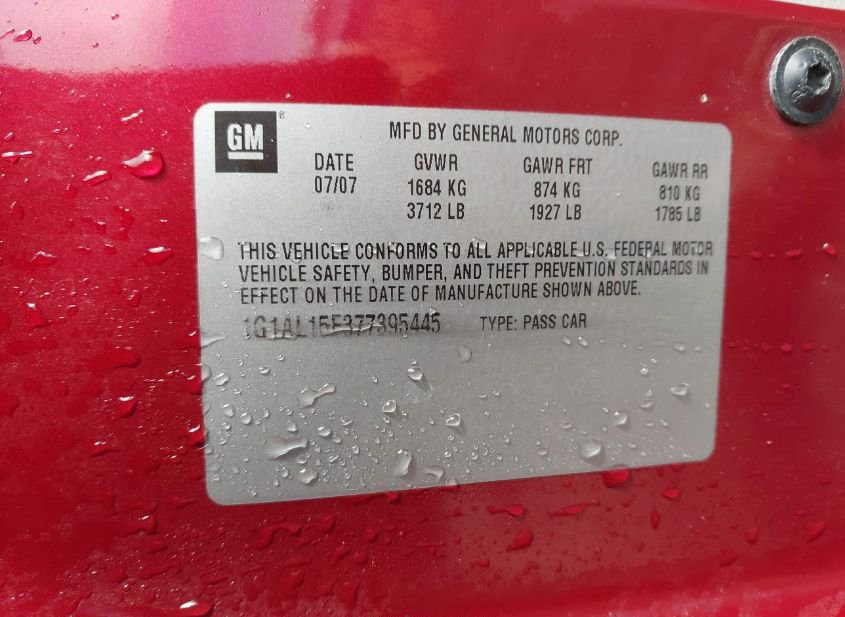 GM®
MFD BY GENERAL MOTORS CORP.
DATE GVWR GAWR FRT GAWR RR
07/07 1684 KG 874 KG 810 KG
3712 LB 1927 LB 1785 LB
THIS VEHICLE CONFORMS TO ALL APPLICABLE U.S. FEDERAL MOTOR
VEHICLE SAFETY, BUMPER, AND THEFT PREVENTION STANDARDS IN
EFFECT ON THE DATE OF MANUFACTURE SHOWN ABOVE.
1G1AL15F377395445 TYPE: PASS CAR